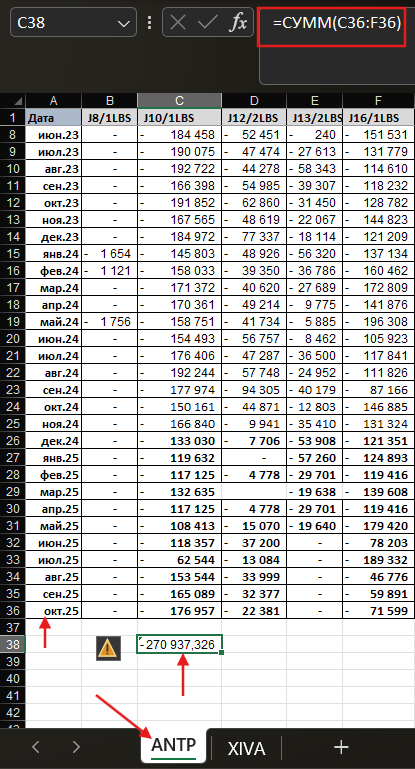 C38 fx =СУММ(C36:F36)
A B C D E F
1 Дата J8/1LBS J10/1LBS J12/2LBS J13/2LBS J16/1LBS
8 июн.23 - - 184 458 - 52 451 - 240 - 151 531
9 июл.23 - - 190 075 - 47 474 - 27 613 - 131 779
10 авг.23 - - 192 722 - 44 278 - 58 343 - 114 610
11 сен.23 - - 166 398 - 54 985 - 39 307 - 118 232
12 окт.23 - - 191 852 - 62 860 - 31 450 - 128 782
13 ноя.23 - - 167 565 - 48 619 - 22 067 - 144 823
14 дек.23 - - 184 972 - 77 337 - 18 114 - 121 209
15 янв.24 - 1 654 - 145 803 - 48 926 - 56 320 - 137 134
16 фев.24 - 1 121 - 158 033 - 39 350 - 36 786 - 160 462
17 мар.24 - - 171 372 - 40 620 - 27 689 - 172 809
18 апр.24 - - 170 361 - 49 214 - 9 775 - 141 876
19 май.24 - 1 756 - 158 751 - 41 734 - 5 885 - 196 308
20 июн.24 - - 154 493 - 56 757 - 8 462 - 105 923
21 июл.24 - - 176 406 - 47 287 - 36 500 - 117 841
22 авг.24 - - 192 244 - 57 748 - 24 952 - 111 826
23 сен.24 - - 177 974 - 94 305 - 40 179 - 87 166
24 окт.24 - - 150 161 - 44 871 - 12 803 - 146 885
25 ноя.24 - - 166 840 - 9 941 - 35 410 - 131 324
26 дек.24 - - 133 030 - 7 706 - 53 908 - 121 351
27 янв.25 - - 119 632 - - 57 260 - 124 893
28 фев.25 - - 117 125 - 4 778 - 29 701 - 119 416
29 мар.25 - - 132 635 - 19 638 - 139 608
30 апр.25 - - 117 125 - 4 778 - 29 701 - 119 416
31 май.25 - - 108 413 - 15 070 - 19 640 - 179 420
32 июн.25 - - 118 357 - 37 200 - - 78 203
33 июл.25 - - 62 544 - 13 084 - - 189 332
34 авг.25 - - 153 544 - 33 999 - - 46 776
35 сен.25 - - 165 089 - 32 377 - - 59 891
36 окт.25 - - 176 957 - 22 381 - - 71 599
37
38 - 270 937,326
39
40
41
42
ANTP XIVA +